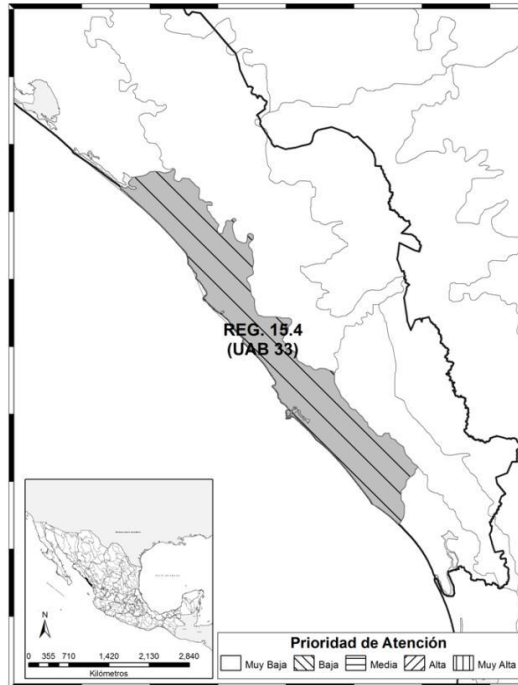 REG. 15.4
(UAB 33)
N
0 355 710 1,420 2,130 2,840
Kilómetros
Prioridad de Atención
Muy Baja Baja Media Alta Muy Alta